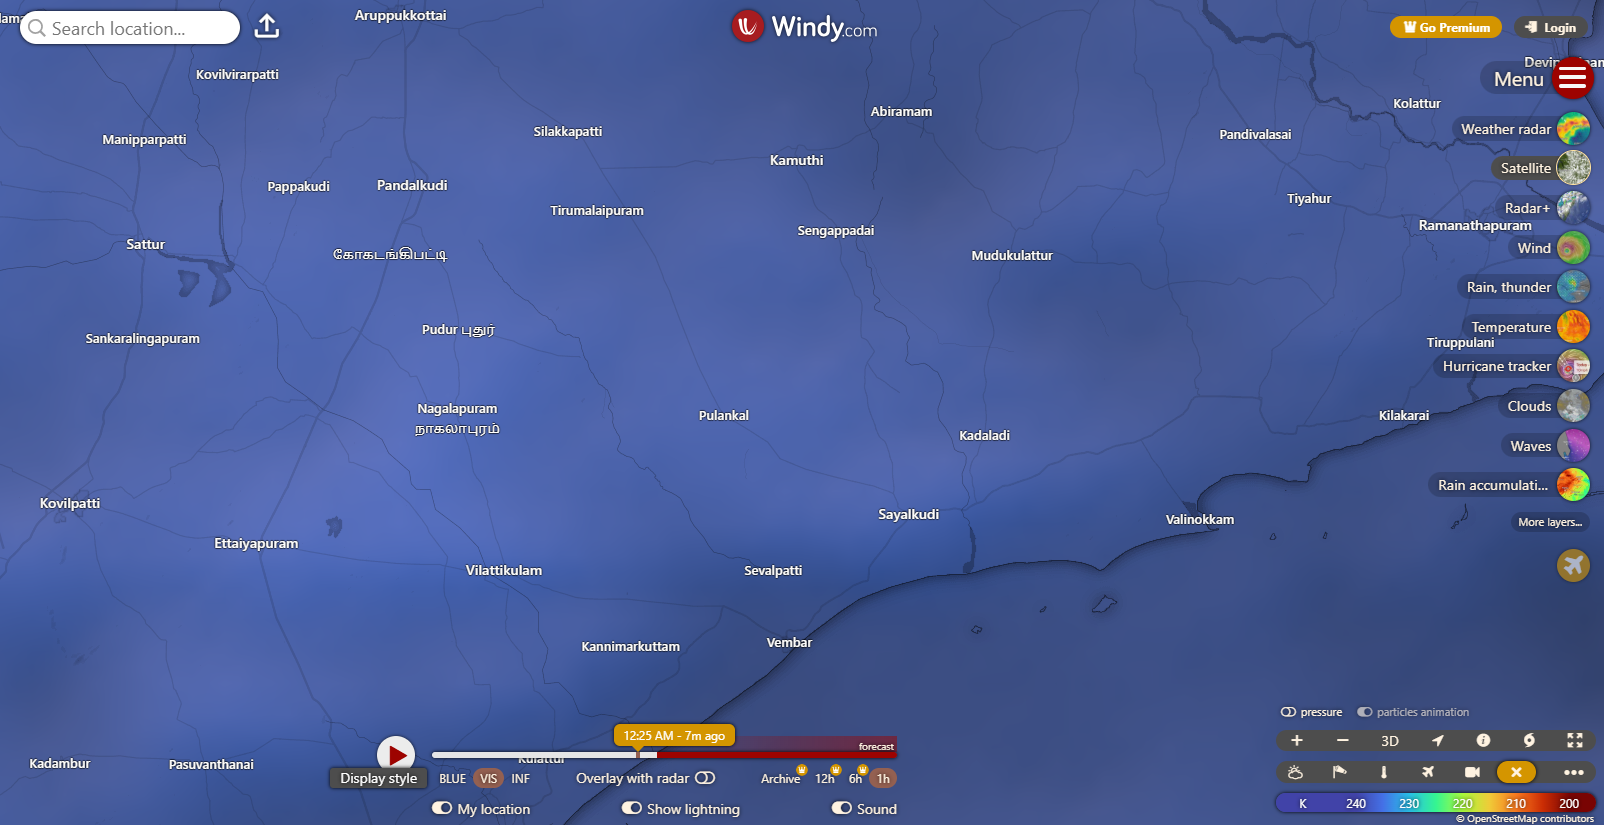 Aruppukkottai
Search location...
Windy.com
Go Premium
Login
Kovilvirarpatti
Menu
Abiramam
Kolattur
Manipparpatti
Silakkapatti
Pandivalasai
Weather radar
Kamuthi
Satellite
Pappakudi
Pandalkudi
Tirumalaipuram
Tiyahur
Radar+
Sengappadai
Ramanathapuram
Sattur
கோகடங்கிபட்டி
Mudukulattur
Wind
Rain, thunder
Pudur புதுர்
Temperature
Sankaralingapuram
Tiruppulani
Hurricane tracker
Nagalapuram
நாகலாபுரம்
Pulankal
Kilakarai
Clouds
Kadaladi
Waves
Rain accumulati...
Kovilpatti
Sayalkudi
Valinokkam
More layers...
Ettaiyapuram
Vilattikulam
Sevalpatti
Kannimarkuttam
Vembar
pressure
particles animation
12:25 AM - 7m ago
forecast
3D
Kadambur
Pasuvanthanai
Kulattur
Display style
BLUE VIS INF
Overlay with radar
Archive 12h 6h 1h
My location
Show lightning
Sound
K 240 230 220 210 200
© OpenStreetMap contributors